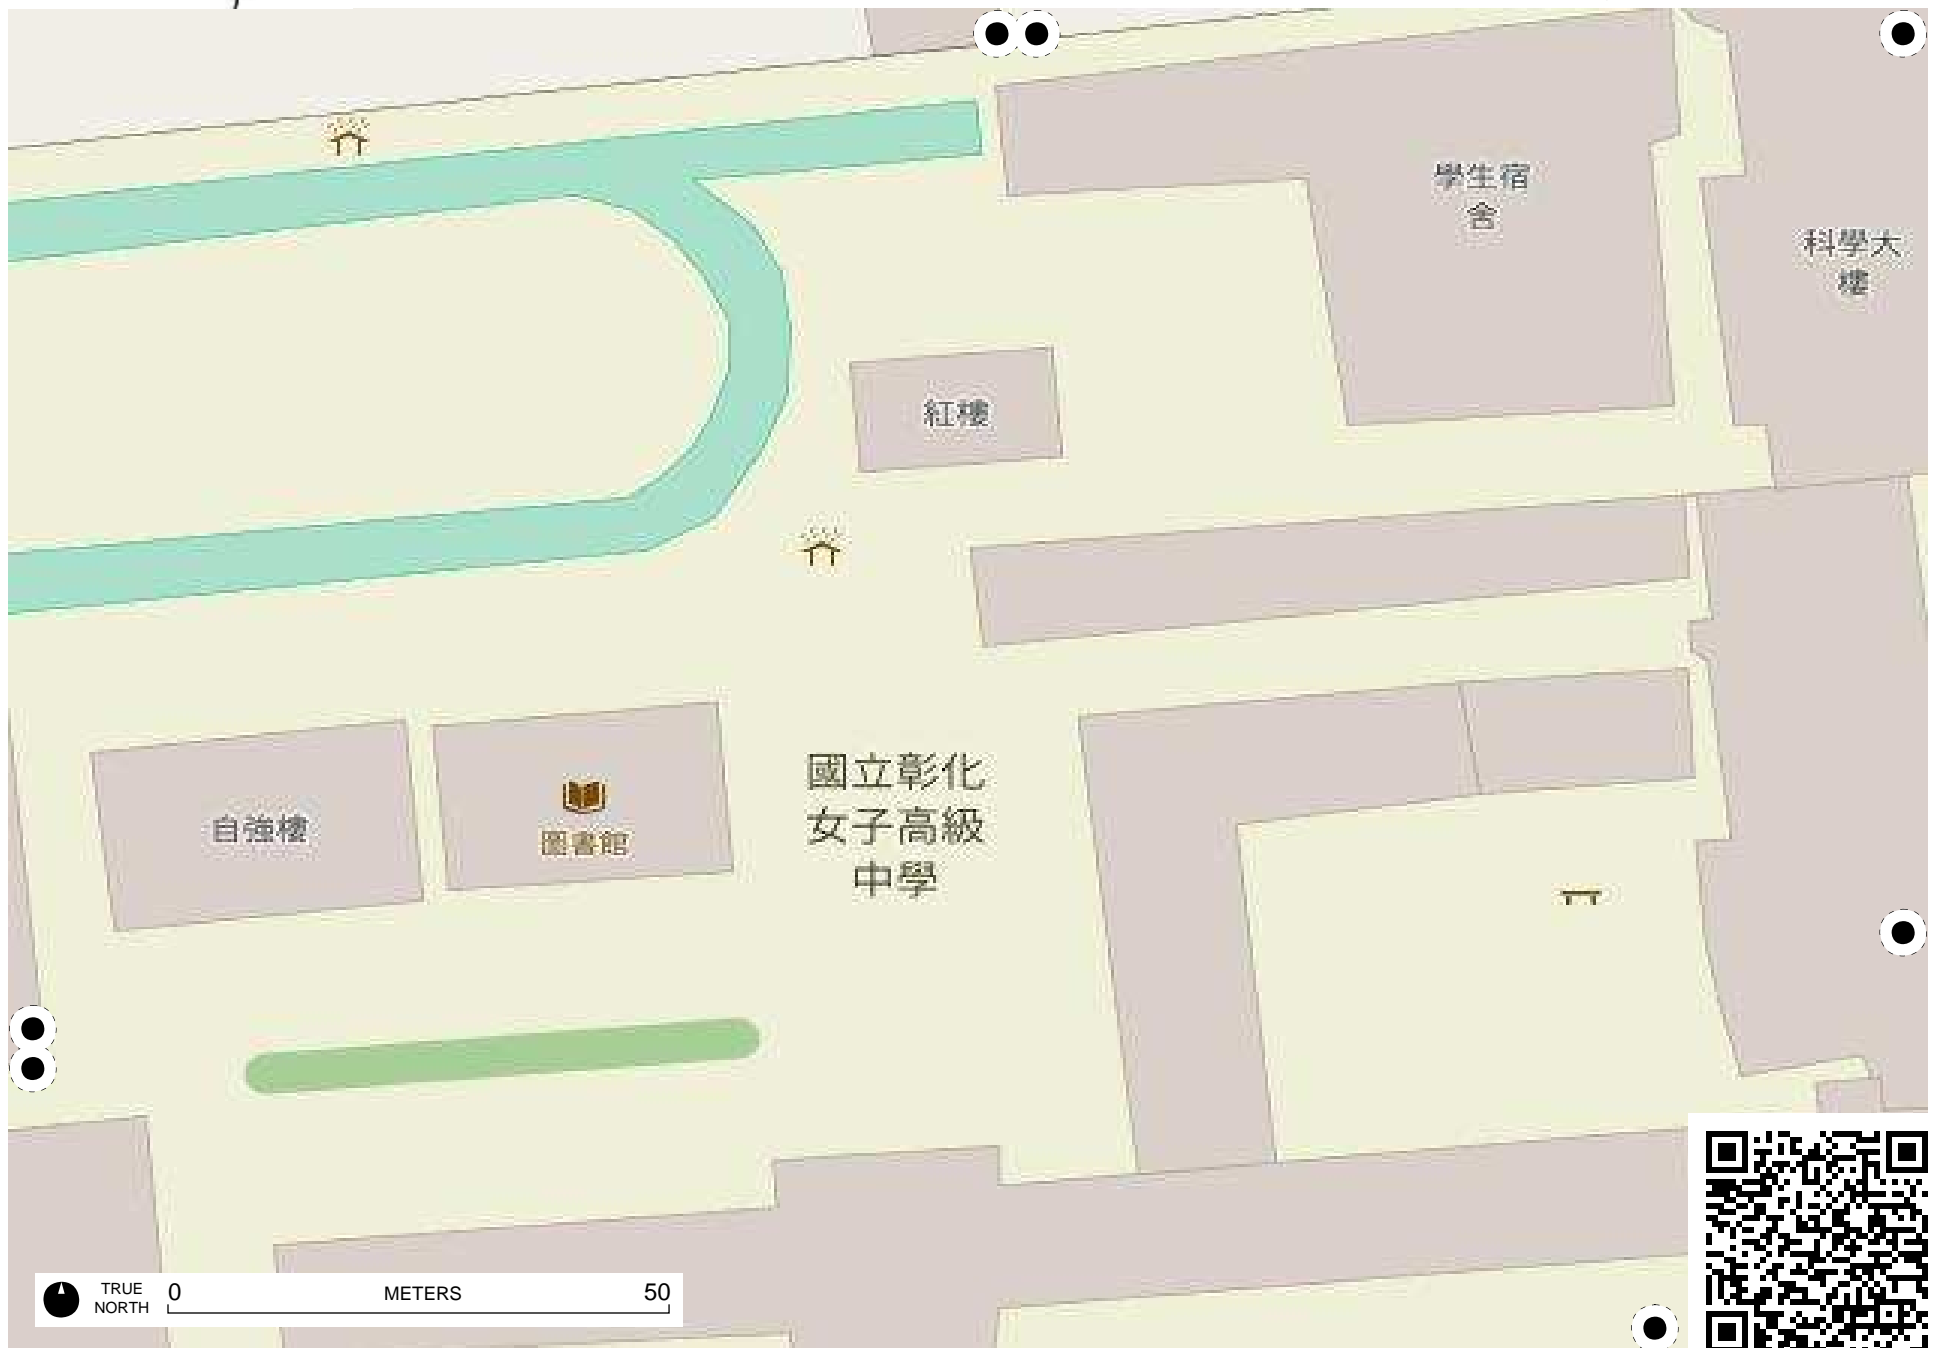 學生宿
舍
科學大
樓
紅樓
國立彰化
女子高級
中學
自強樓
圖書館
TRUE
NORTH
0 METERS 50